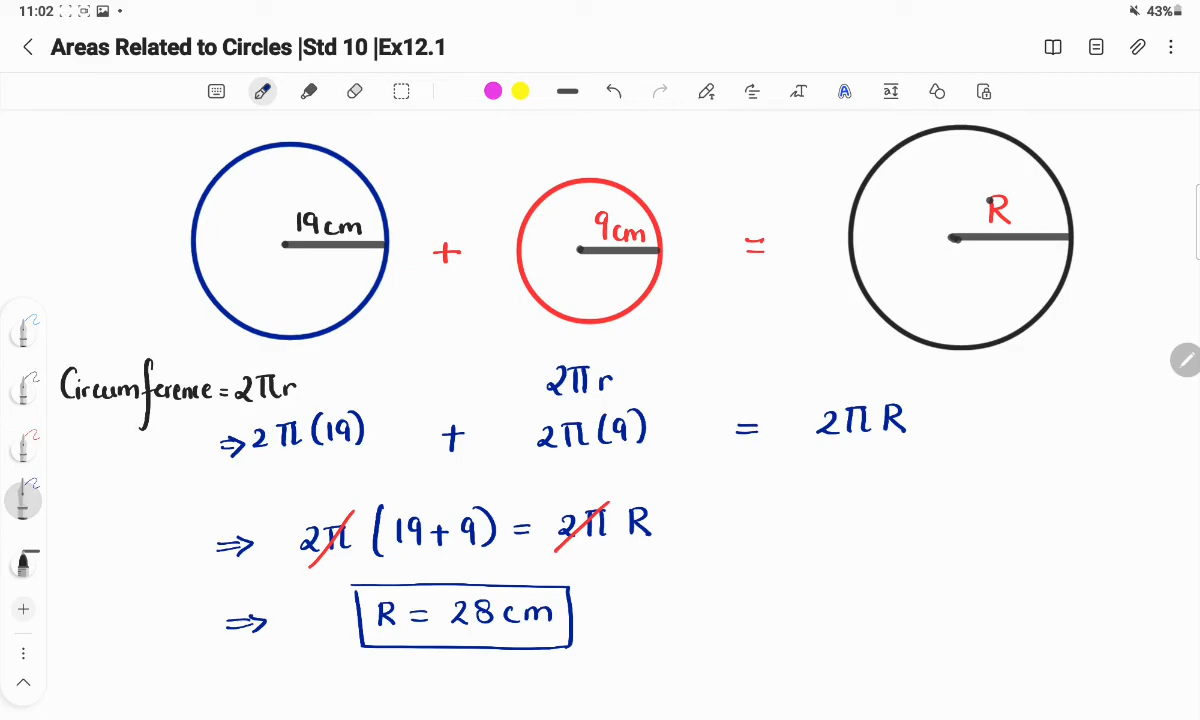 11:02
43%
Areas Related to Circles |Std 10 |Ex12.1
19cm
+
9cm
=
R
Circumference = 2πr
2πr
⇒ 2π(19) + 2π(9) = 2πR
⇒ 2π (19+9) = 2π R
⇒ R = 28cm